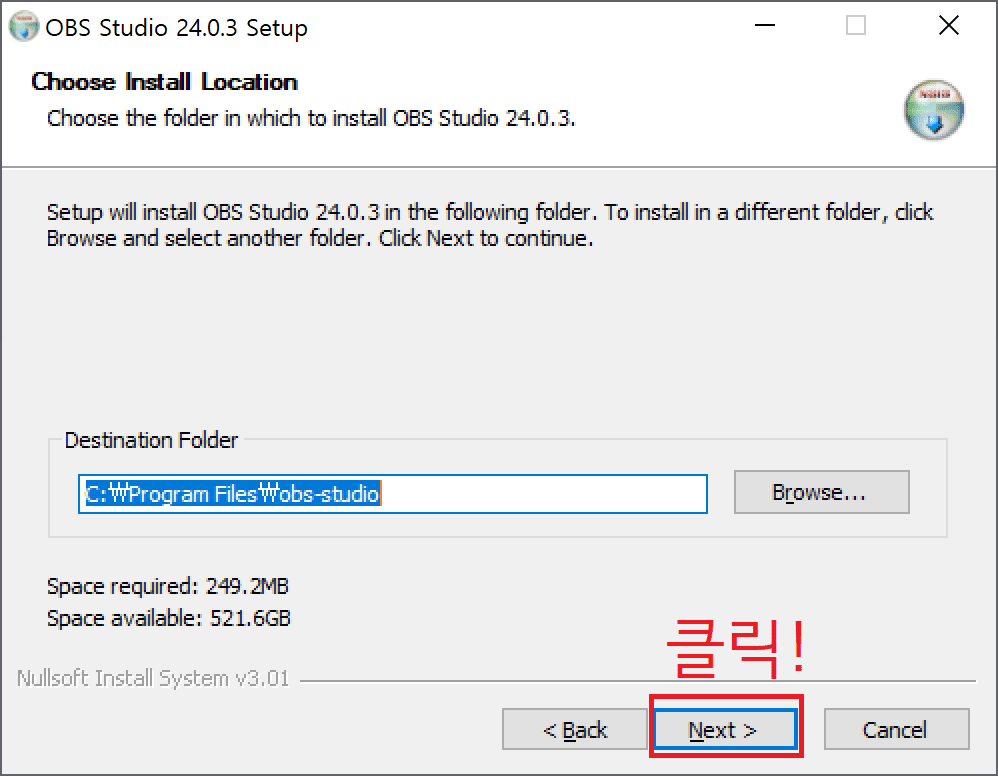 OBS Studio 24.0.3 Setup
Choose Install Location
Choose the folder in which to install OBS Studio 24.0.3.
Setup will install OBS Studio 24.0.3 in the following folder. To install in a different folder, click
Browse and select another folder. Click Next to continue.
Destination Folder
C:₩Program Files₩obs-studio
Browse...
Space required: 249.2MB
Space available: 521.6GB
클릭!
Nullsoft Install System v3.01
< Back
Next >
Cancel